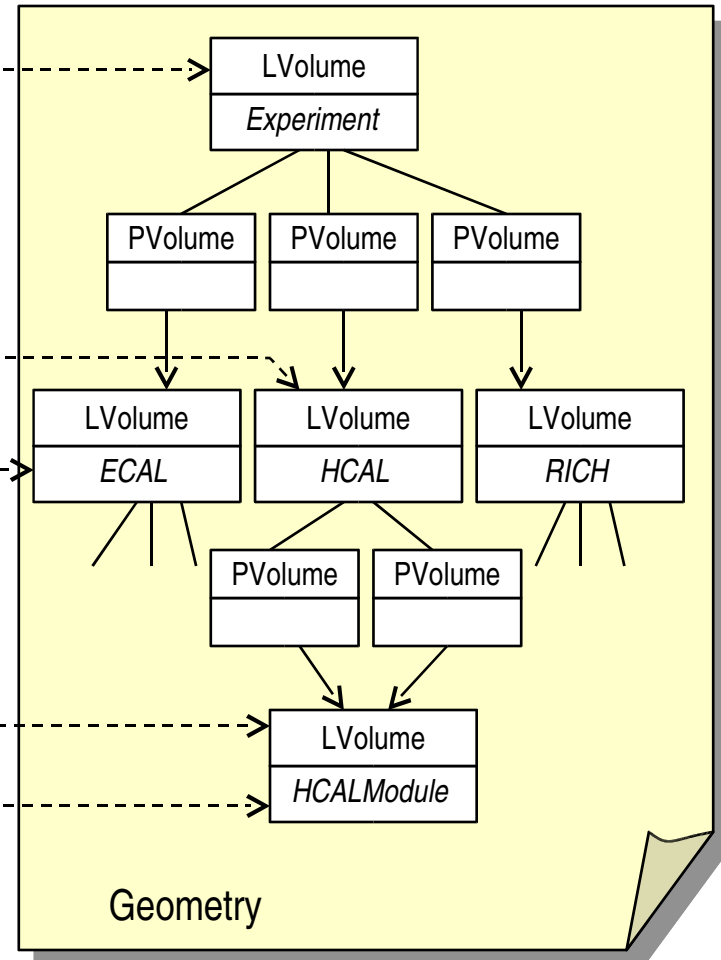 LVolume
Experiment
PVolume
PVolume
PVolume
LVolume
ECAL
LVolume
HCAL
LVolume
RICH
PVolume
PVolume
LVolume
HCALModule
Geometry